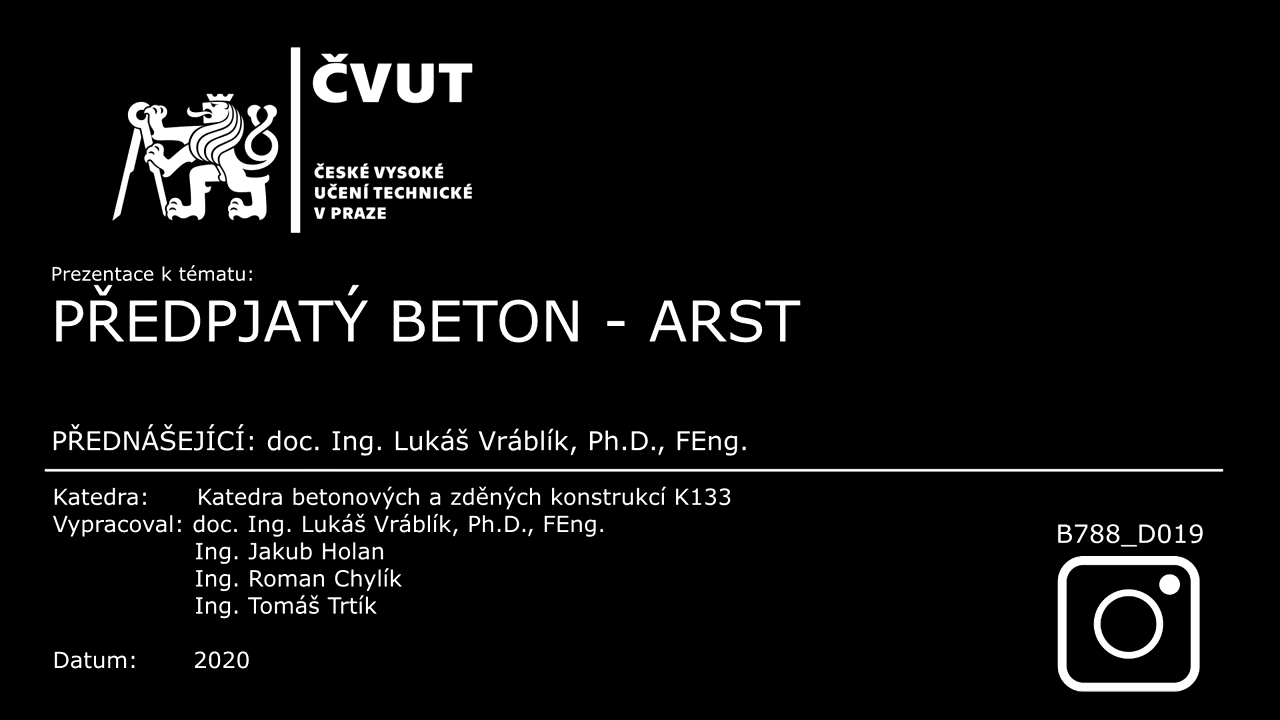 ČVUT
ČESKÉ VYSOKÉ
UČENÍ TECHNICKÉ
V PRAZE
Prezentace k tématu:
PŘEDPJATÝ BETON - ARST
PŘEDNÁŠEJÍCÍ: doc. Ing. Lukáš Vráblík, Ph.D., FEng.
Katedra: Katedra betonových a zděných konstrukcí K133
Vypracoval: doc. Ing. Lukáš Vráblík, Ph.D., FEng.
Ing. Jakub Holan
Ing. Roman Chylík
Ing. Tomáš Trtík
Datum: 2020
B788_D019